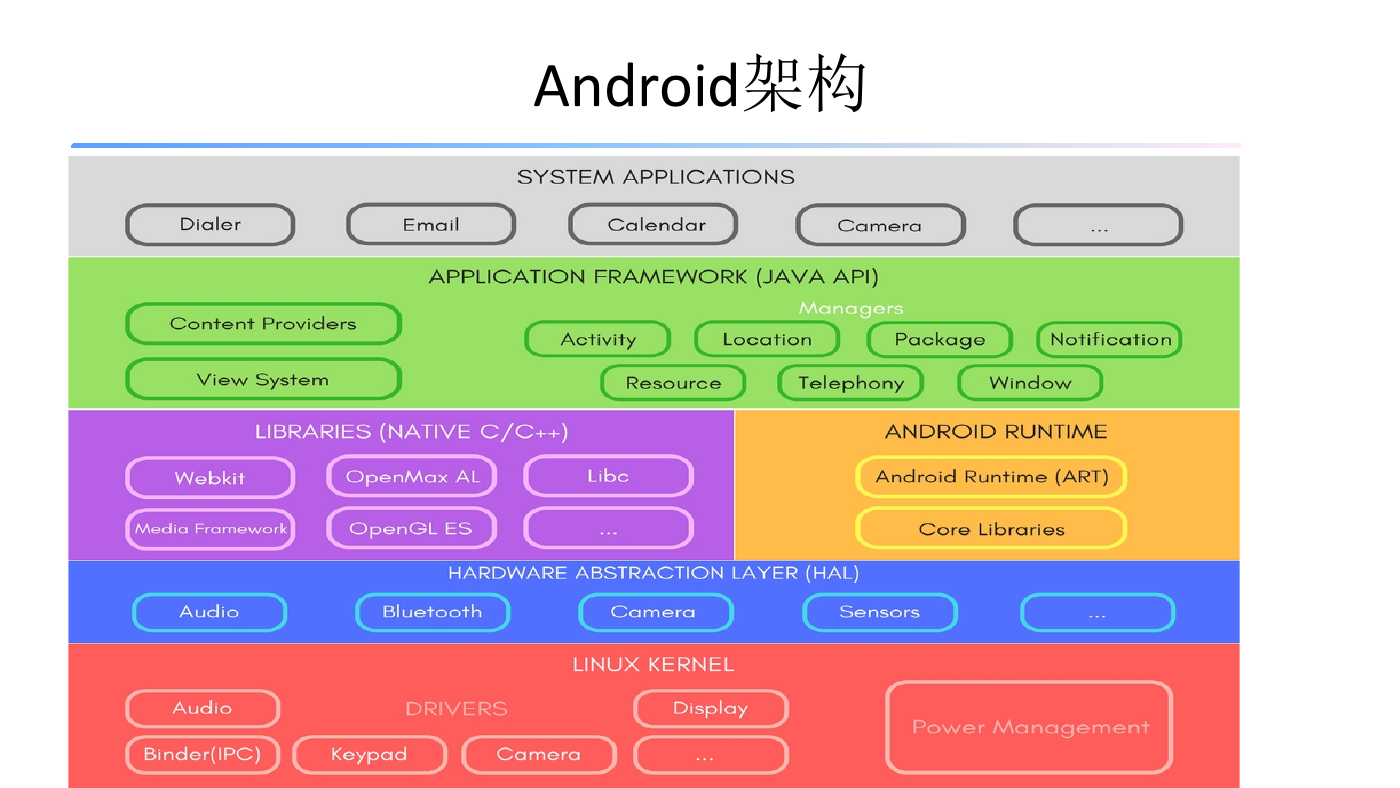 Android架构
SYSTEM APPLICATIONS
Dialer
Email
Calendar
Camera
...
APPLICATION FRAMEWORK (JAVA API)
Content Providers
View System
Managers
Activity
Location
Package
Notification
Resource
Telephony
Window
LIBRARIES (NATIVE C/C++)
Webkit
OpenMax AL
Libc
Media Framework
OpenGL ES
...
ANDROID RUNTIME
Android Runtime (ART)
Core Libraries
HARDWARE ABSTRACTION LAYER (HAL)
Audio
Bluetooth
Camera
Sensors
...
LINUX KERNEL
Audio
DRIVERS
Display
Binder(IPC)
Keypad
Camera
...
Power Management